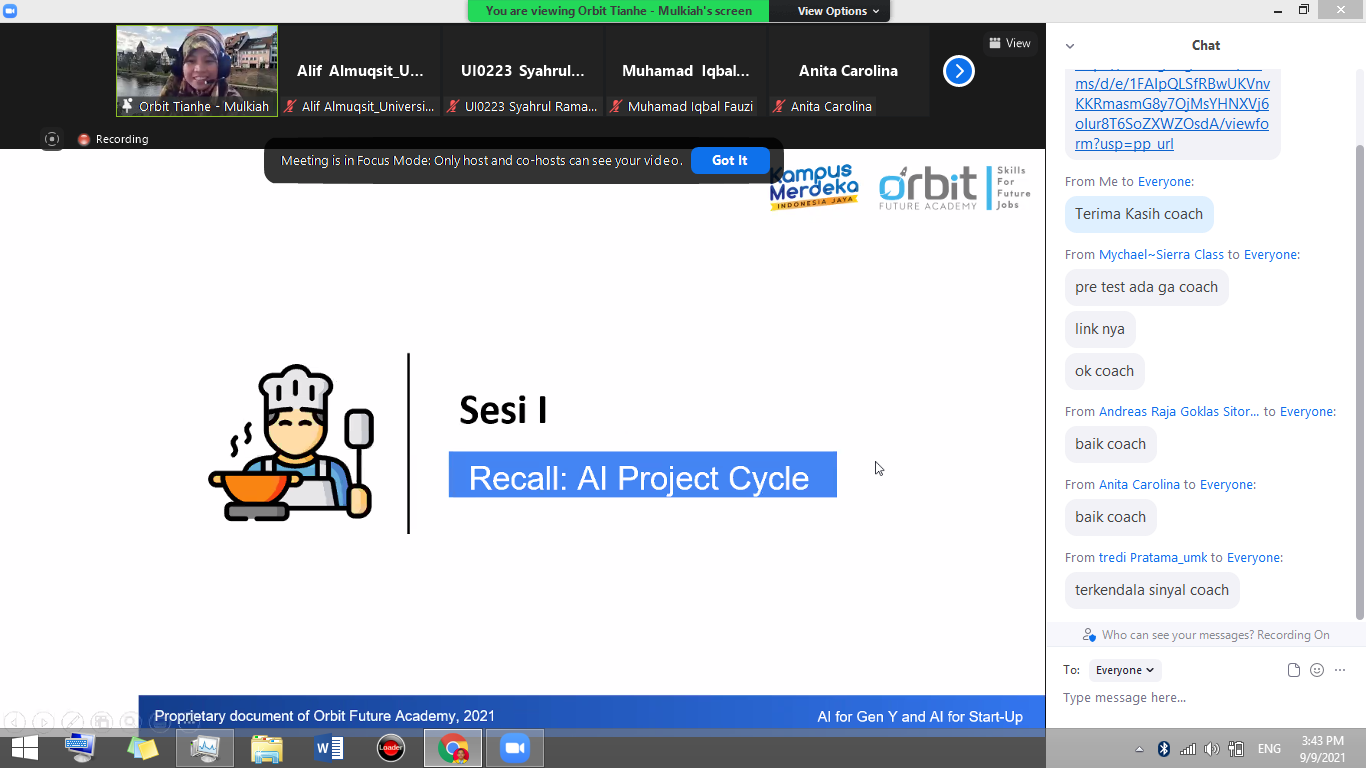 You are viewing Orbit Tianhe - Mulkiah's screen
View Options
Alif Almuqsit_U...
UI0223 Syahrul...
Muhamad Iqbal...
Anita Carolina
View
Orbit Tianhe - Mulkiah
Alif Almuqsit_Universi...
UI0223 Syahrul Rama...
Muhamad Iqbal Fauzi
Anita Carolina
Recording
Meeting is in Focus Mode: Only host and co-hosts can see your video.
Got It
Kampus
Merdeka
INDONESIA JAYA
orbit
FUTURE ACADEMY
Skills
For
Future
Jobs
Sesi I
Recall: AI Project Cycle
Proprietary document of Orbit Future Academy, 2021
AI for Gen Y and AI for Start-Up
Chat
ms/d/e/1FAIpQLSfRBwUKVnv
KKRmasmG8y7OjMsYHNXVj6
oIur8T6SoZXWZOsdA/viewfo
rm?usp=pp_url
From Me to Everyone:
Terima Kasih coach
From Mychael~Sierra Class to Everyone:
pre test ada ga coach
link nya
ok coach
From Andreas Raja Goklas Sitor... to Everyone:
baik coach
From Anita Carolina to Everyone:
baik coach
From tredi Pratama_umk to Everyone:
terkendala sinyal coach
Who can see your messages? Recording On
To: Everyone
Type message here...
Loader
ENG
3:43 PM
9/9/2021